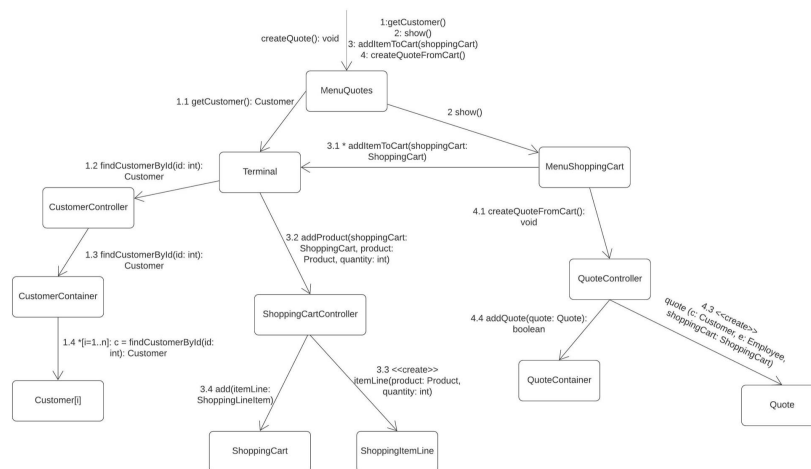 createQuote(): void
1:getCustomer()
2: show()
3: addItemToCart(shoppingCart)
4: createQuoteFromCart()
MenuQuotes
1.1 getCustomer(): Customer
2 show()
3.1 * addItemToCart(shoppingCart:
ShoppingCart)
Terminal
MenuShoppingCart
1.2 findCustomerById(id: int):
Customer
CustomerController
4.1 createQuoteFromCart():
void
3.2 addProduct(shoppingCart:
ShoppingCart, product:
Product, quantity: int)
1.3 findCustomerById(id: int):
Customer
CustomerContainer
QuoteController
ShoppingCartController
4.4 addQuote(quote: Quote):
boolean
4.3 <<create>>
quote (c: Customer, e: Employee,
shoppingCart: ShoppingCart)
1.4 *[i=1..n]: c = findCustomerById(id:
int): Customer
3.3 <<create>>
itemLine(product: Product,
quantity: int)
3.4 add(itemLine:
ShoppingLineItem)
Customer[i]
QuoteContainer
Quote
ShoppingCart
ShoppingItemLine